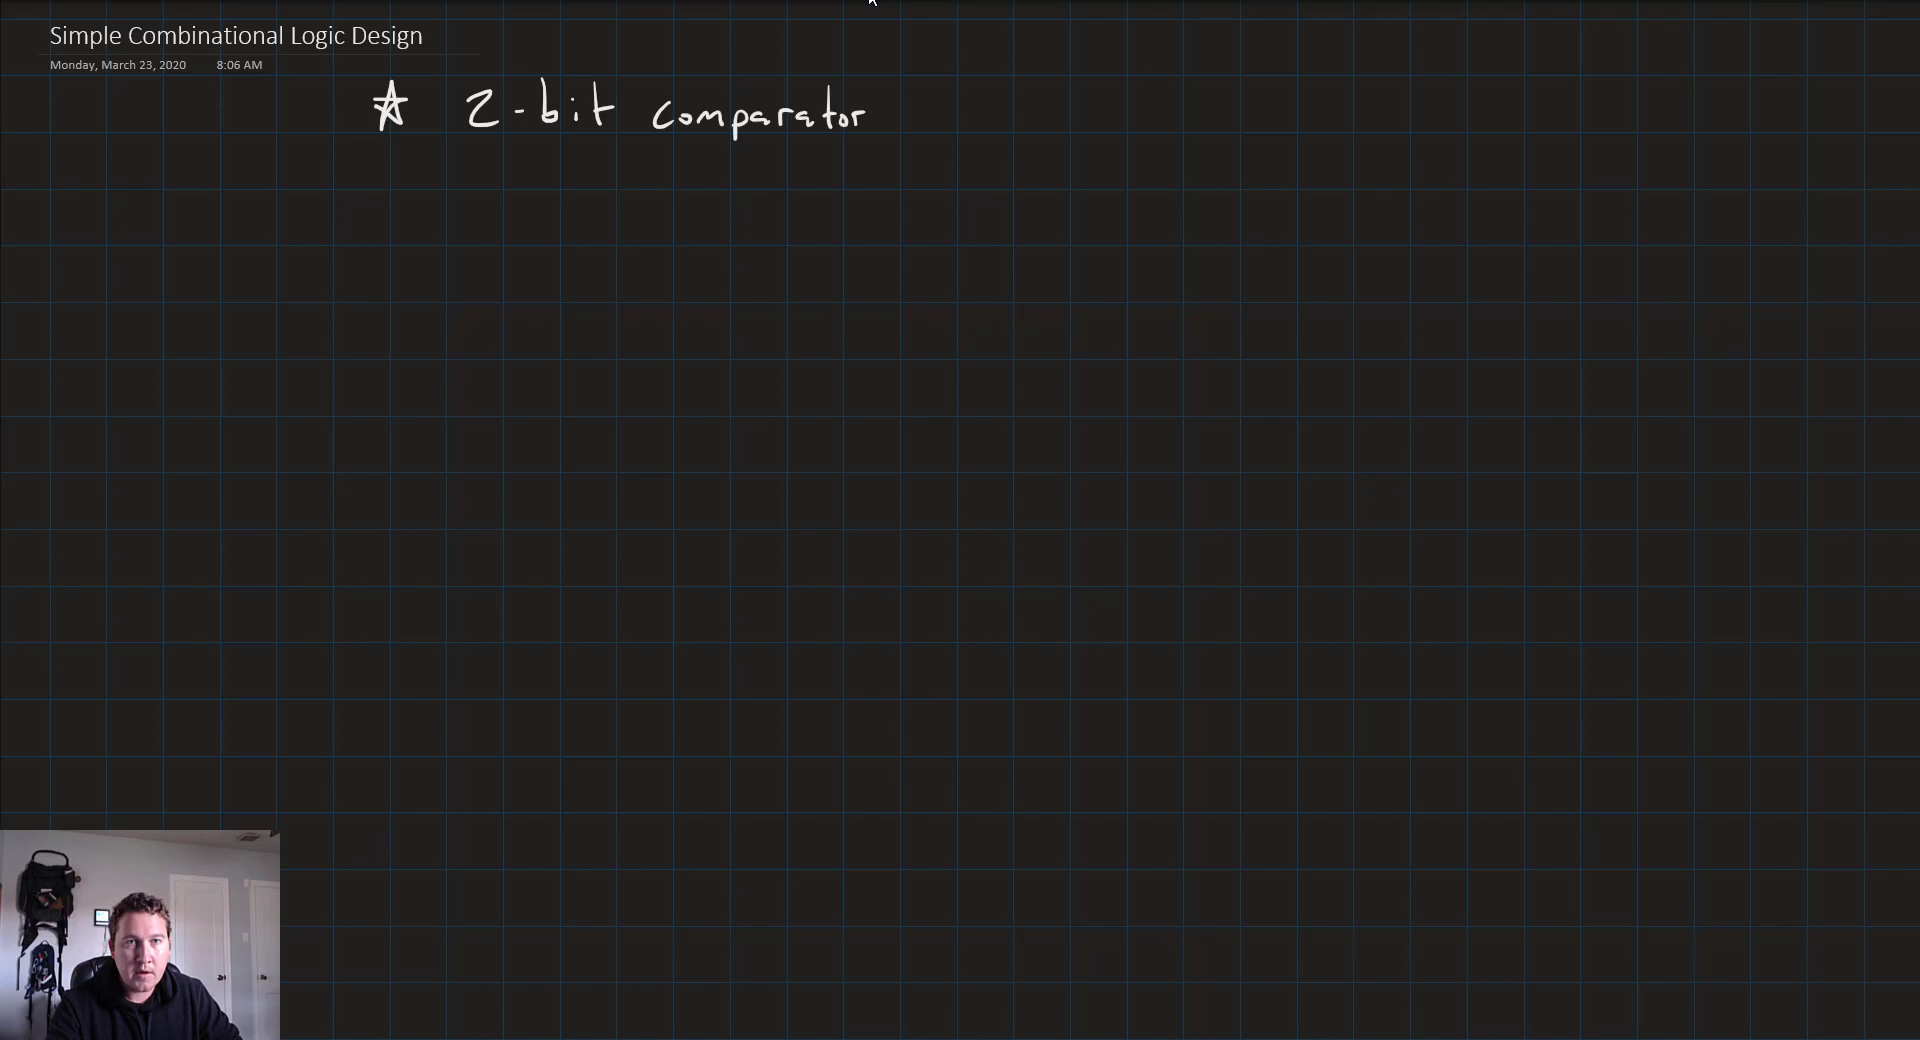 Simple Combinational Logic Design
Monday, March 23, 2020 8:06 AM
☆ 2-bit comparator